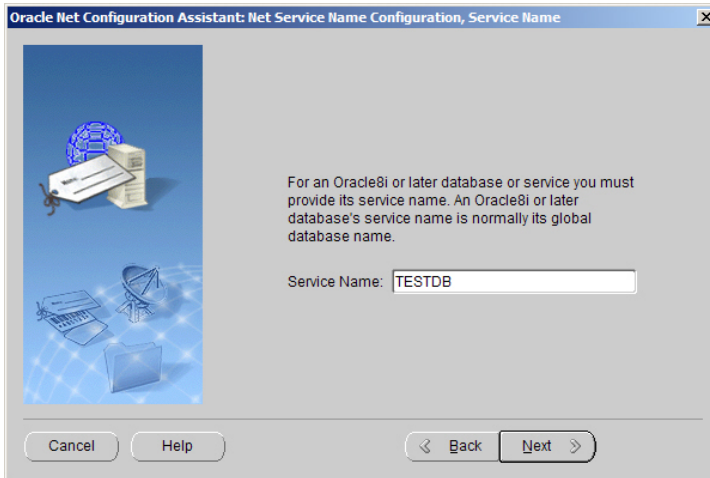 Oracle Net Configuration Assistant: Net Service Name Configuration, Service Name
For an Oracle8i or later database or service you must
provide its service name. An Oracle8i or later
database's service name is normally its global
database name.
Service Name: TESTDB
Cancel Help Back Next